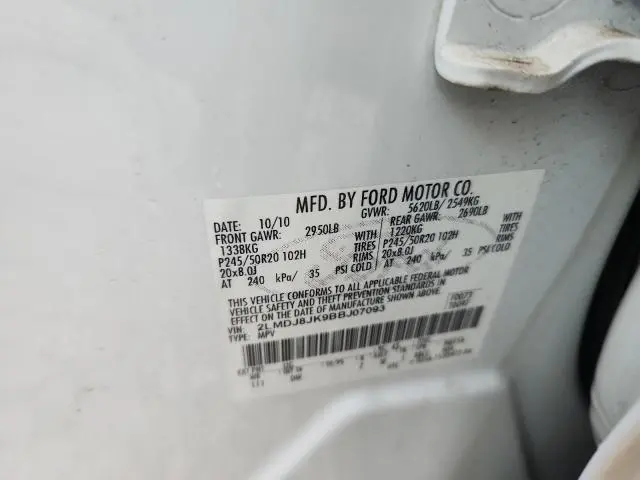 MFD. BY FORD MOTOR CO.
DATE: 10/10 GVWR: 5620LB/ 2549KG
FRONT GAWR: 2950LB REAR GAWR: 2690LB
1338KG WITH 1220KG WITH
P245/50R20 102H TIRES P245/50R20 102H TIRES
20x8.0J RIMS 20x8.0J RIMS
AT 240 kPa/ 35 PSI COLD AT 240 kPa/ 35 PSI COLD
THIS VEHICLE CONFORMS TO ALL APPLICABLE FEDERAL MOTOR
VEHICLE SAFETY STANDARDS IN EFFECT ON THE DATE OF MANUFACTURE SHOWN ABOVE.
VIN: 2LMDJ8JK9BBJ07093
TYPE: MPV
EXT PNT: